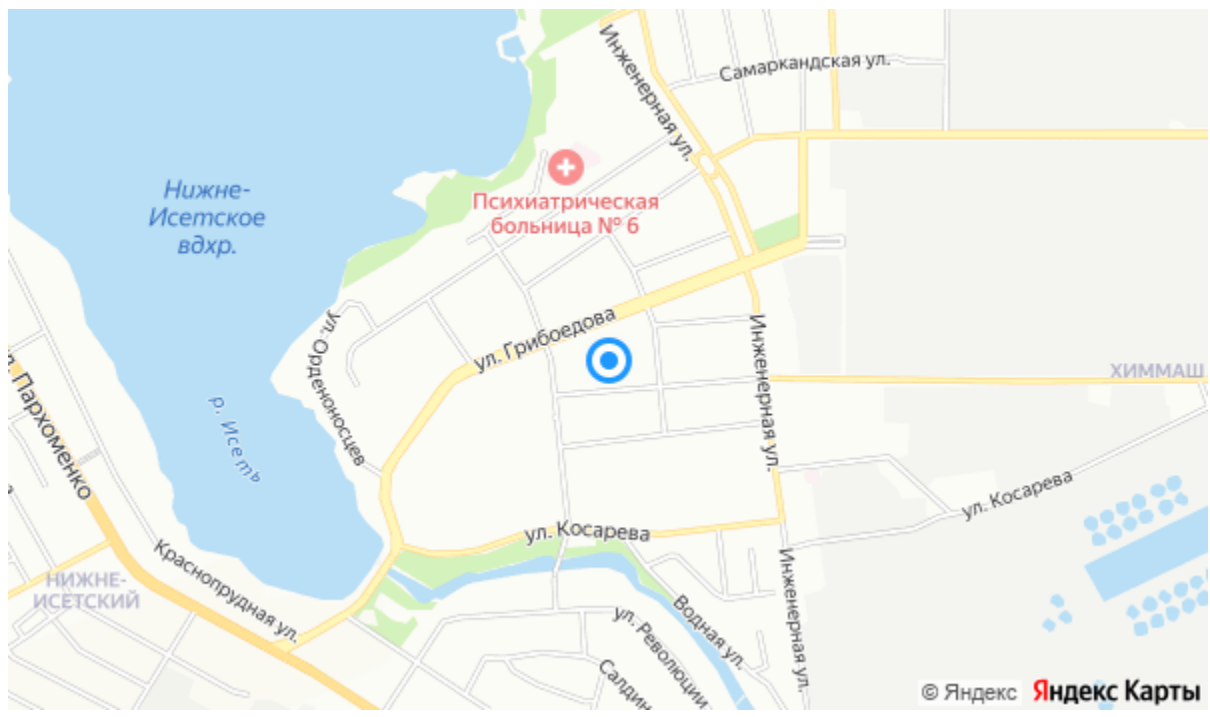 Самаркандская ул.
Инженерная ул.
Нижне-
Исетское
вдхр.
Психиатрическая
больница № 6
ул. Грибоедова
ул. Орденоносцев
Инженерная ул.
ХИММАШ
л. Пархоменко
р. Исеть
ул. Косарева
ул. Косарева
Краснопрудная ул.
НИЖНЕ-
ИСЕТСКИЙ
Инженерная ул.
Водная ул.
ул. Революции
Салдин
© Яндекс Яндекс Карты